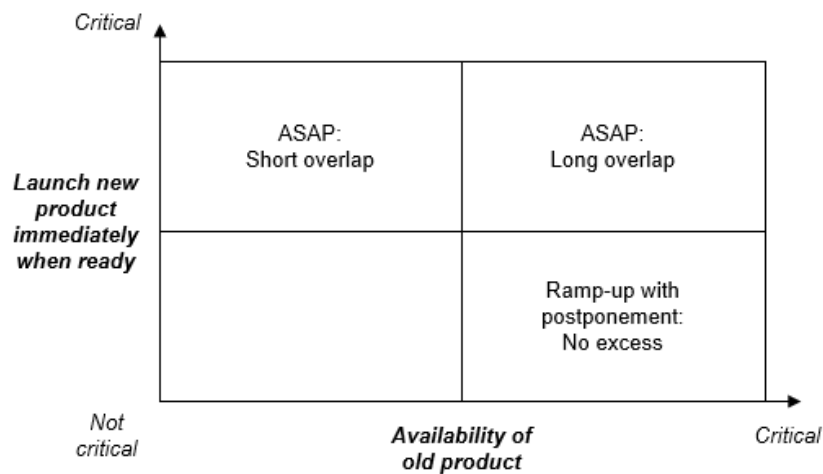 Critical
ASAP:
Short overlap
ASAP:
Long overlap
Launch new
product
immediately
when ready
Ramp-up with
postponement:
No excess
Not
critical
Availability of
old product
Critical